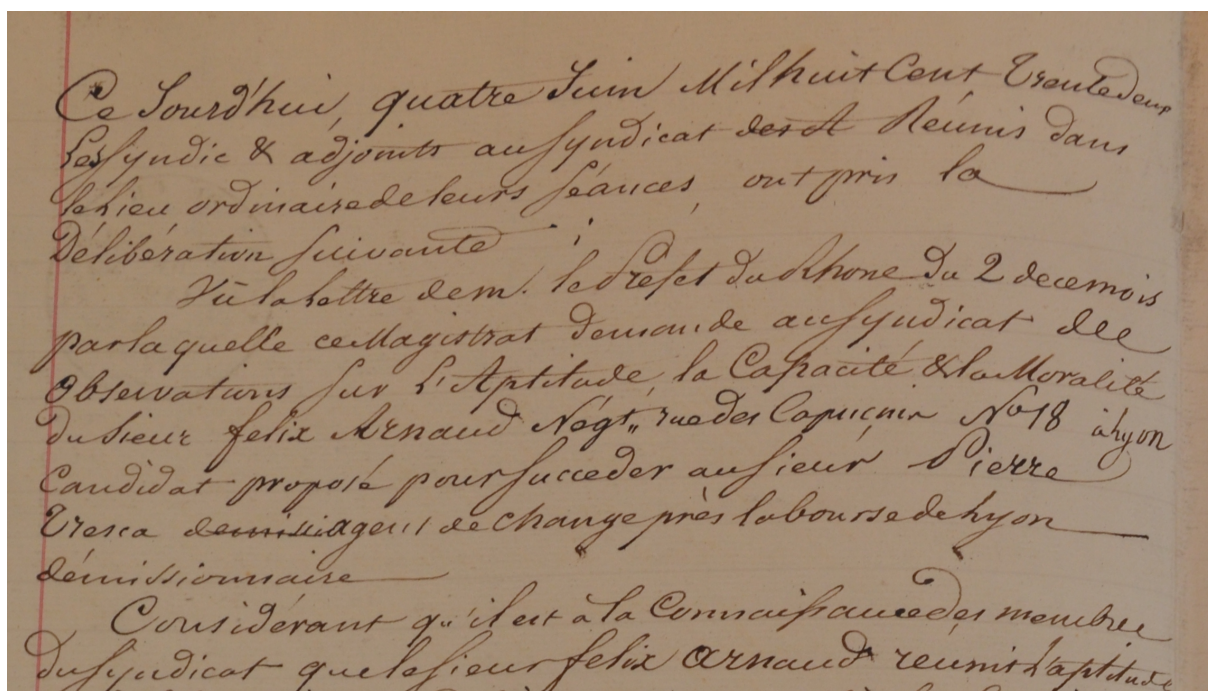 Ce Jourd'hui, quatre Juin Mil huit Cent Trente deux
Les syndic & adjoints au syndicat des A Réunis dans
le Lieu ordinaire de leurs séances, ont pris la
Délibération suivante :
Vû la Lettre de m. le Préfet du Rhone du 2 de ce mois
par laquelle ce Magistrat demande au syndicat des
observations sur L'Aptitude, la Capacité & la Moralité
du Sieur felix Arnaud Négt,, rue des Capucins No 18 à Lyon
Candidat proposé pour succeder au sieur Pierre
Tresca agent de change près la bourse de Lyon
démissionnaire
Considérant qu'il est à la Connaissance des membres
du syndicat que le sieur felix Arnaud réunit L'aptitude